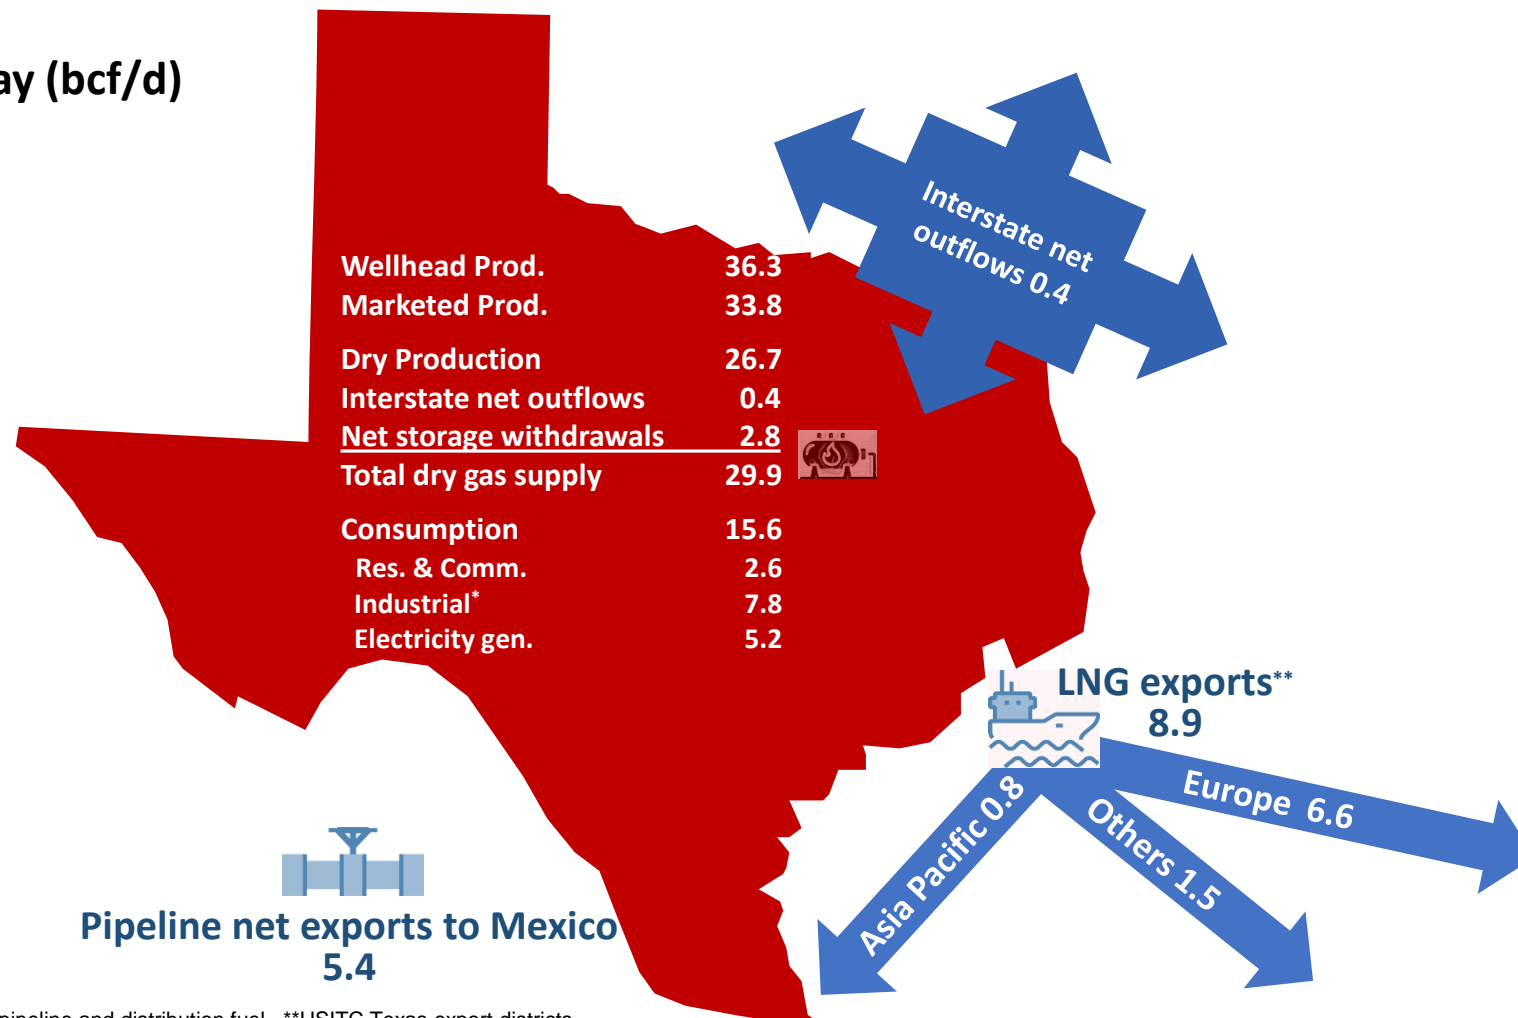 ay (bcf/d)
Interstate net
outflows 0.4
Wellhead Prod. 36.3
Marketed Prod. 33.8
Dry Production 26.7
Interstate net outflows 0.4
Net storage withdrawals 2.8
Total dry gas supply 29.9
Consumption 15.6
Res. & Comm. 2.6
Industrial* 7.8
Electricity gen. 5.2
LNG exports**
8.9
Europe 6.6
Others 1.5
Asia Pacific 0.8
Pipeline net exports to Mexico
5.4
pipeline and distribution fuel. **USITC Texas export districts